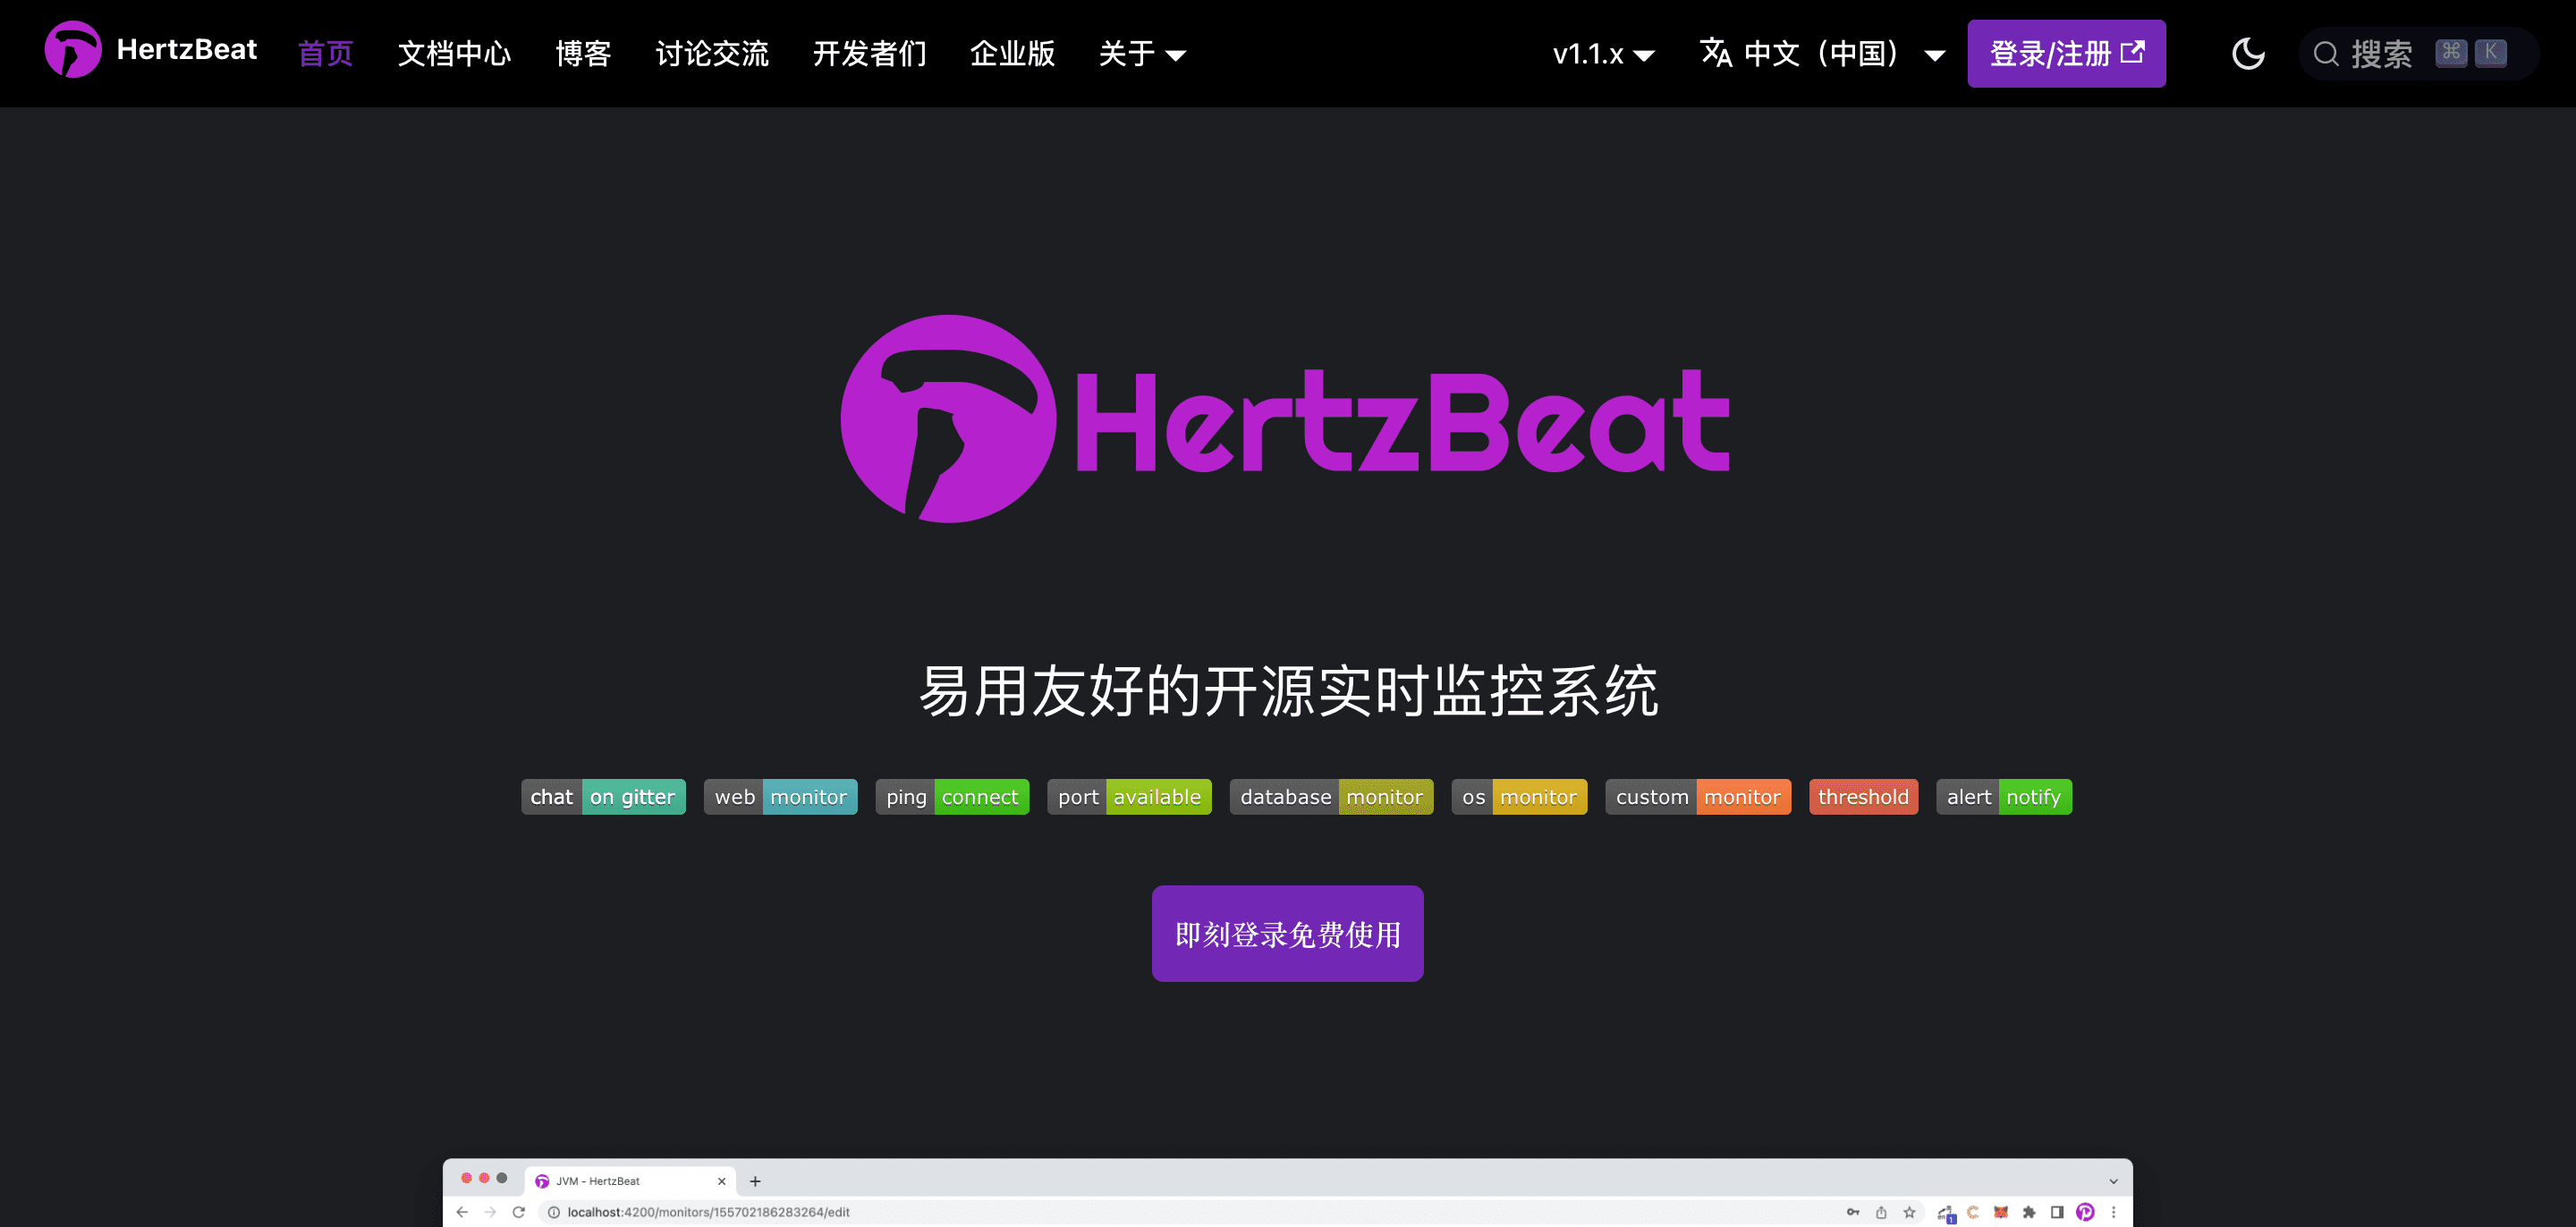 HertzBeat 首页 文档中心 博客 讨论交流 开发者们 企业版 关于 v1.1.x 中文（中国） 登录/注册 搜索 ⌘ K
HertzBeat
易用友好的开源实时监控系统
chat on gitter web monitor ping connect port available database monitor os monitor custom monitor threshold alert notify
即刻登录免费使用
JVM - HertzBeat
localhost:4200/monitors/155702186283264/edit